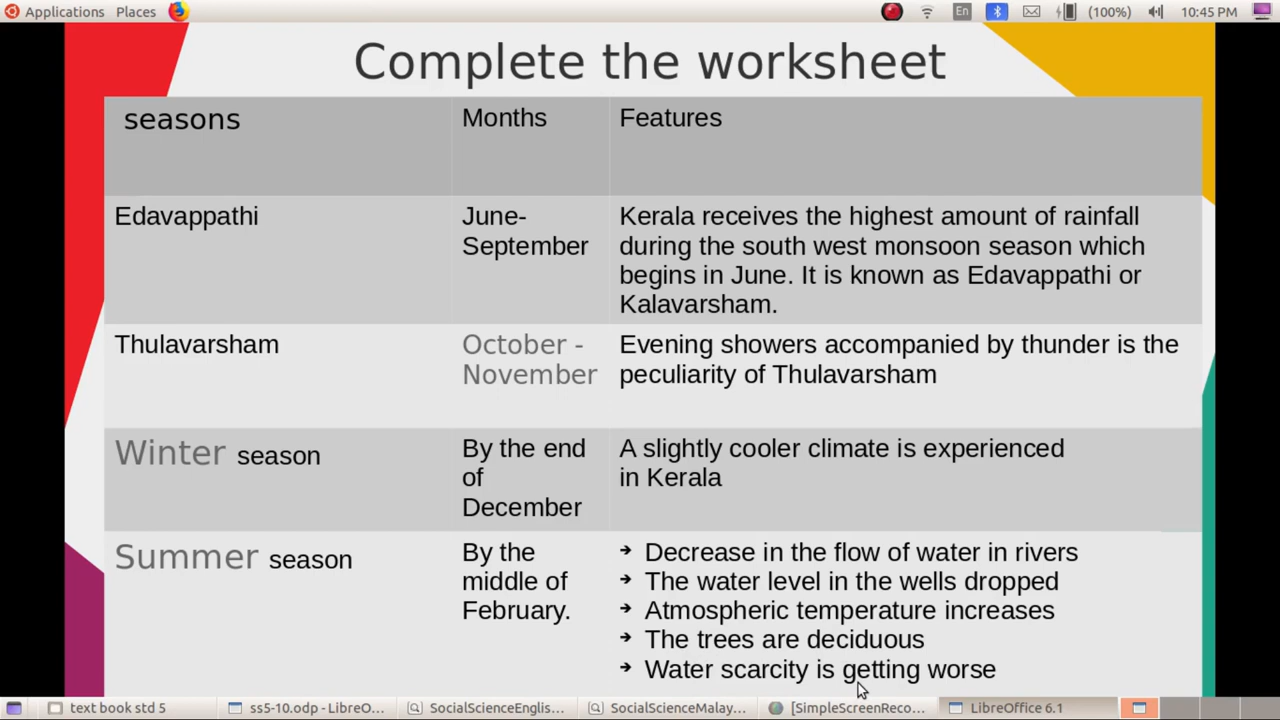 Applications Places En (100%) 10:45 PM
Complete the worksheet
seasons Months Features
Edavappathi
June-
September
Kerala receives the highest amount of rainfall
during the south west monsoon season which
begins in June. It is known as Edavappathi or
Kalavarsham.
Thulavarsham
October -
November
Evening showers accompanied by thunder is the
peculiarity of Thulavarsham
Winter season
By the end
of
December
A slightly cooler climate is experienced
in Kerala
Summer season
By the
middle of
February.
➔ Decrease in the flow of water in rivers
➔ The water level in the wells dropped
➔ Atmospheric temperature increases
➔ The trees are deciduous
➔ Water scarcity is getting worse
text book std 5 ss5-10.odp - LibreO... SocialScienceEnglis... SocialScienceMalay... [SimpleScreenReco... LibreOffice 6.1